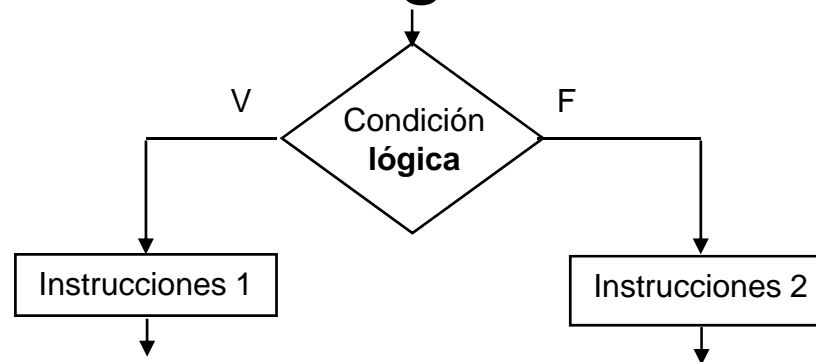 V
F
Condición
lógica
Instrucciones 1
Instrucciones 2